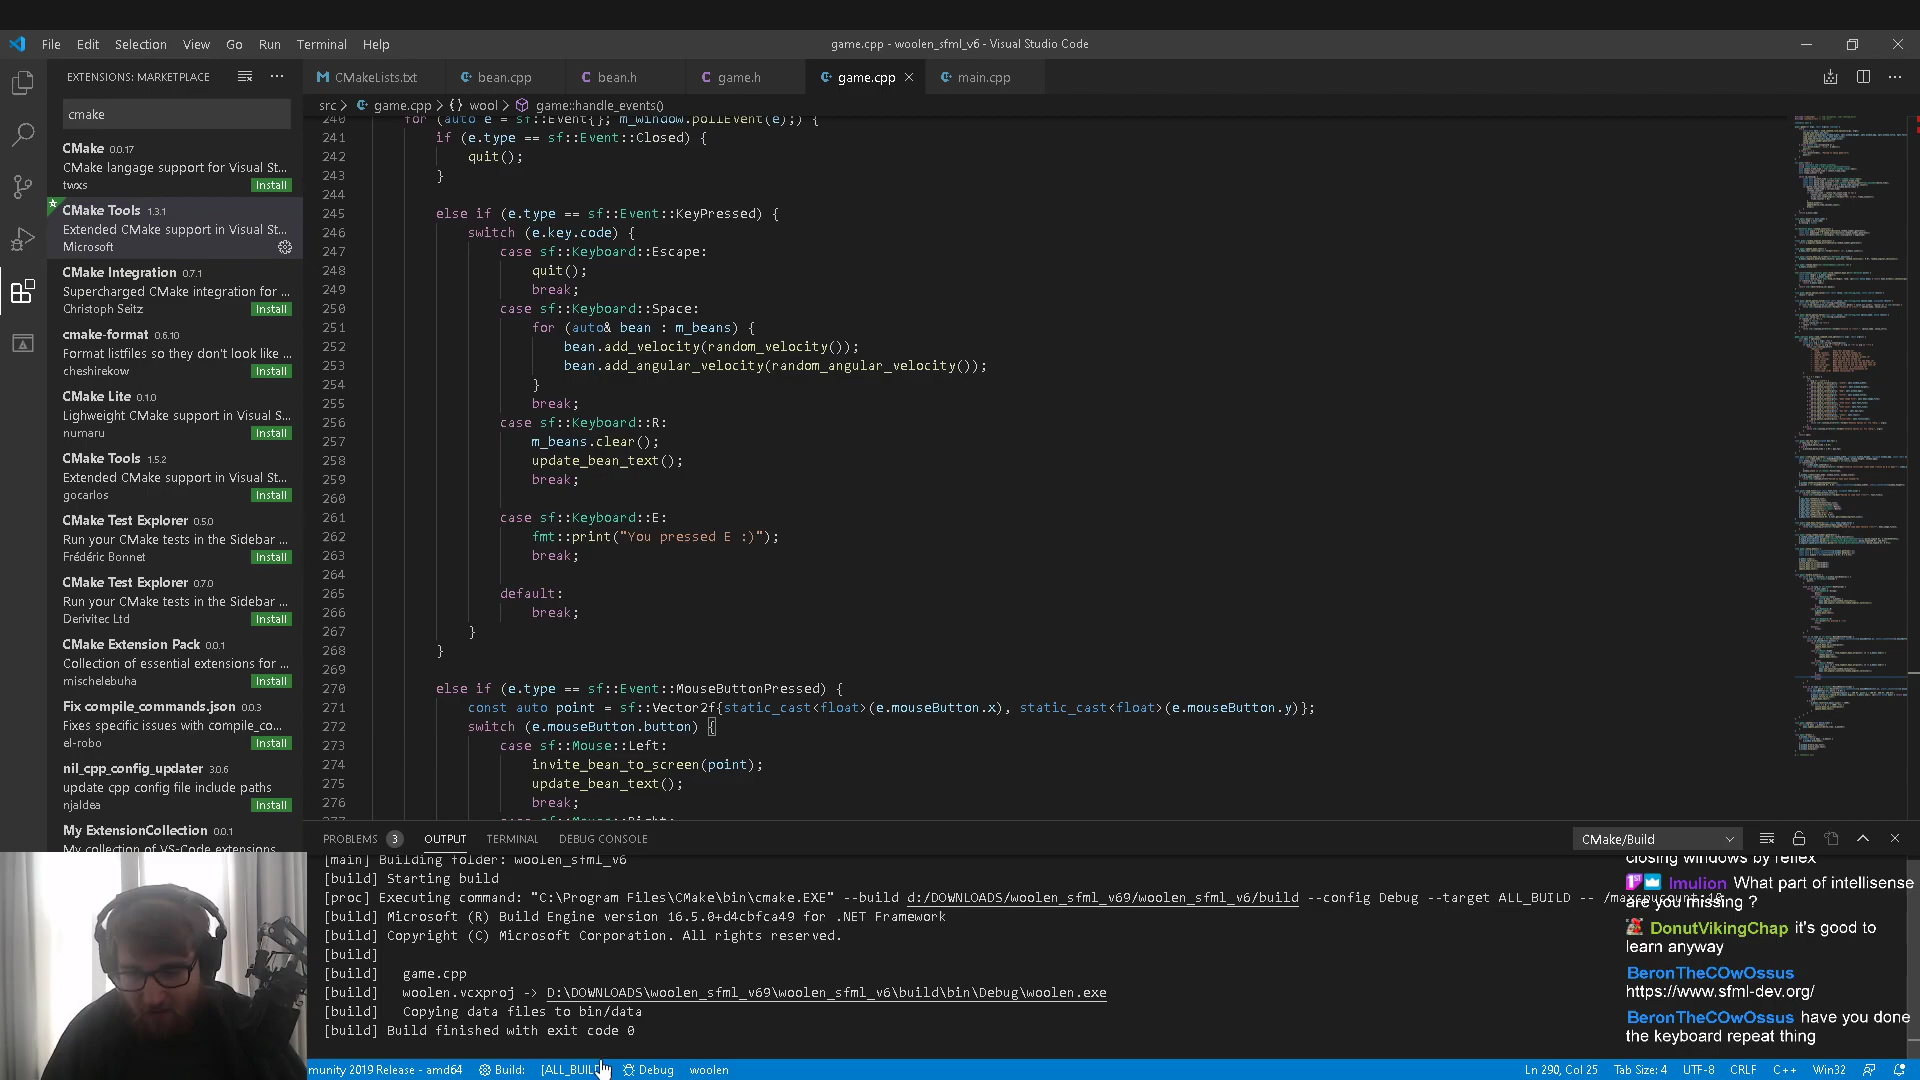 File Edit Selection View Go Run Terminal Help
game.cpp - woolen_sfml_v6 - Visual Studio Code
EXTENSIONS: MARKETPLACE
cmake
CMake 0.0.17
CMake langage support for Visual St...
twxs
Install
CMake Tools 1.3.1
Extended CMake support in Visual St...
Microsoft
CMake Integration 0.7.1
Supercharged CMake integration for ...
Christoph Seitz
Install
cmake-format 0.6.10
Format listfiles so they don't look like ...
cheshirekow
Install
CMake Lite 0.1.0
Lighweight CMake support in Visual S...
numaru
Install
CMake Tools 1.5.2
Extended CMake support in Visual St...
gocarlos
Install
CMake Test Explorer 0.5.0
Run your CMake tests in the Sidebar ...
Frédéric Bonnet
Install
CMake Test Explorer 0.7.0
Run your CMake tests in the Sidebar ...
Derivitec Ltd
Install
CMake Extension Pack 0.0.1
Collection of essential extensions for ...
mischelebuha
Install
Fix compile_commands.json 0.0.3
Fixes specific issues with compile_co...
el-robo
Install
nil_cpp_config_updater 3.0.6
update cpp config file include paths
njaldea
Install
My ExtensionCollection 0.0.1
My collection of VS-Code extensions
CMakeLists.txt bean.cpp bean.h game.h game.cpp main.cpp
src > game.cpp > {} wool > game::handle_events()
240 for (auto e = sf::Event{}; m_window.pollEvent(e);) {
241 if (e.type == sf::Event::Closed) {
242 quit();
243 }
244
245 else if (e.type == sf::Event::KeyPressed) {
246 switch (e.key.code) {
247 case sf::Keyboard::Escape:
248 quit();
249 break;
250 case sf::Keyboard::Space:
251 for (auto& bean : m_beans) {
252 bean.add_velocity(random_velocity());
253 bean.add_angular_velocity(random_angular_velocity());
254 }
255 break;
256 case sf::Keyboard::R:
257 m_beans.clear();
258 update_bean_text();
259 break;
260
261 case sf::Keyboard::E:
262 fmt::print("You pressed E :)");
263 break;
264
265 default:
266 break;
267 }
268 }
269
270 else if (e.type == sf::Event::MouseButtonPressed) {
271 const auto point = sf::Vector2f{static_cast<float>(e.mouseButton.x), static_cast<float>(e.mouseButton.y)};
272 switch (e.mouseButton.button) {
273 case sf::Mouse::Left:
274 invite_bean_to_screen(point);
275 update_bean_text();
276 break;
277 case sf::Mouse::Right:
PROBLEMS 3 OUTPUT TERMINAL DEBUG CONSOLE
CMake/Build
[main] Building folder: woolen_sfml_v6
[build] Starting build
[proc] Executing command: "C:\Program Files\CMake\bin\cmake.EXE" --build d:/DOWNLOADS/woolen_sfml_v69/woolen_sfml_v6/build --config Debug --target ALL_BUILD -- 
[build] Microsoft (R) Build Engine version 16.5.0+d4cbfca49 for .NET Framework
[build] Copyright (C) Microsoft Corporation. All rights reserved.
[build]
[build] game.cpp
[build] woolen.vcxproj -> D:\DOWNLOADS\woolen_sfml_v69\woolen_sfml_v6\build\bin\Debug\woolen.exe
[build] Copying data files to bin/data
[build] Build finished with exit code 0
closing windows by reflex
Imulion What part of intellisense
are you missing ?
DonutVikingChap it's good to
learn anyway
BeronTheCOwOssus
https://www.sfml-dev.org/
BeronTheCOwOssus have you done
the keyboard repeat thing
munity 2019 Release - amd64 Build: [ALL_BUIL Debug woolen
Ln 290, Col 25 Tab Size: 4 UTF-8 CRLF C++ Win32